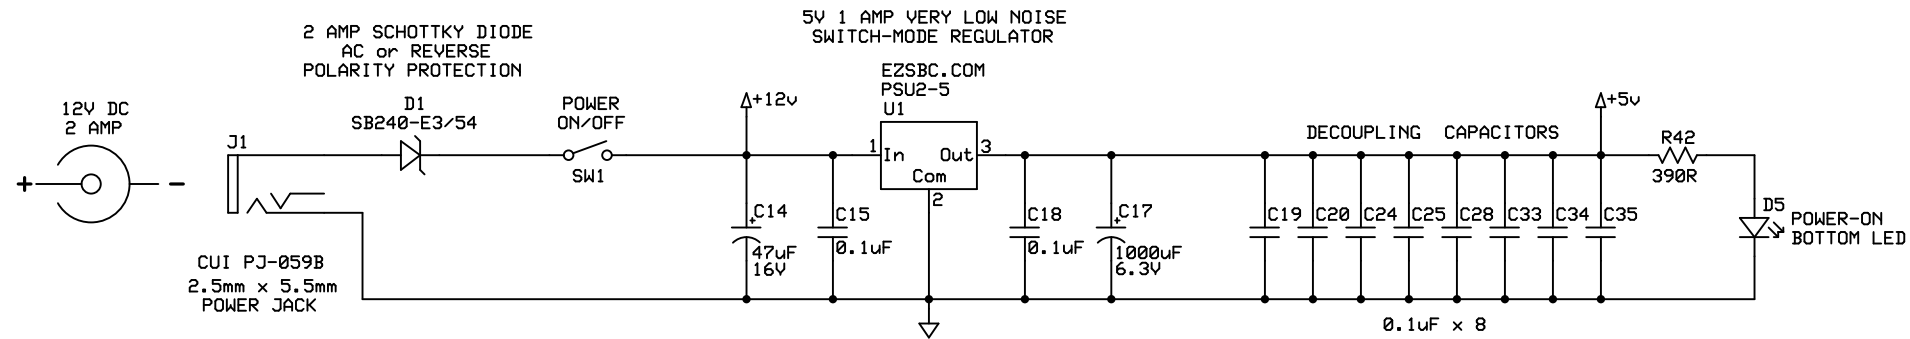 5V 1 AMP VERY LOW NOISE
SWITCH-MODE REGULATOR
2 AMP SCHOTTKY DIODE
AC or REVERSE
POLARITY PROTECTION
EZSBC.COM
PSU2-5
U1
12V DC
2 AMP
D1
SB240-E3/54
POWER
ON/OFF
+12v
+5v
DECOUPLING CAPACITORS
R42
390R
J1
SW1
1
In
Out
3
Com
2
+
-
C14
+
47uF
16V
C15
0.1uF
C18
0.1uF
C17
+
1000uF
6.3V
C19
C20
C24
C25
C28
C33
C34
C35
D5
POWER-ON
BOTTOM LED
CUI PJ-059B
2.5mm x 5.5mm
POWER JACK
0.1uF x 8